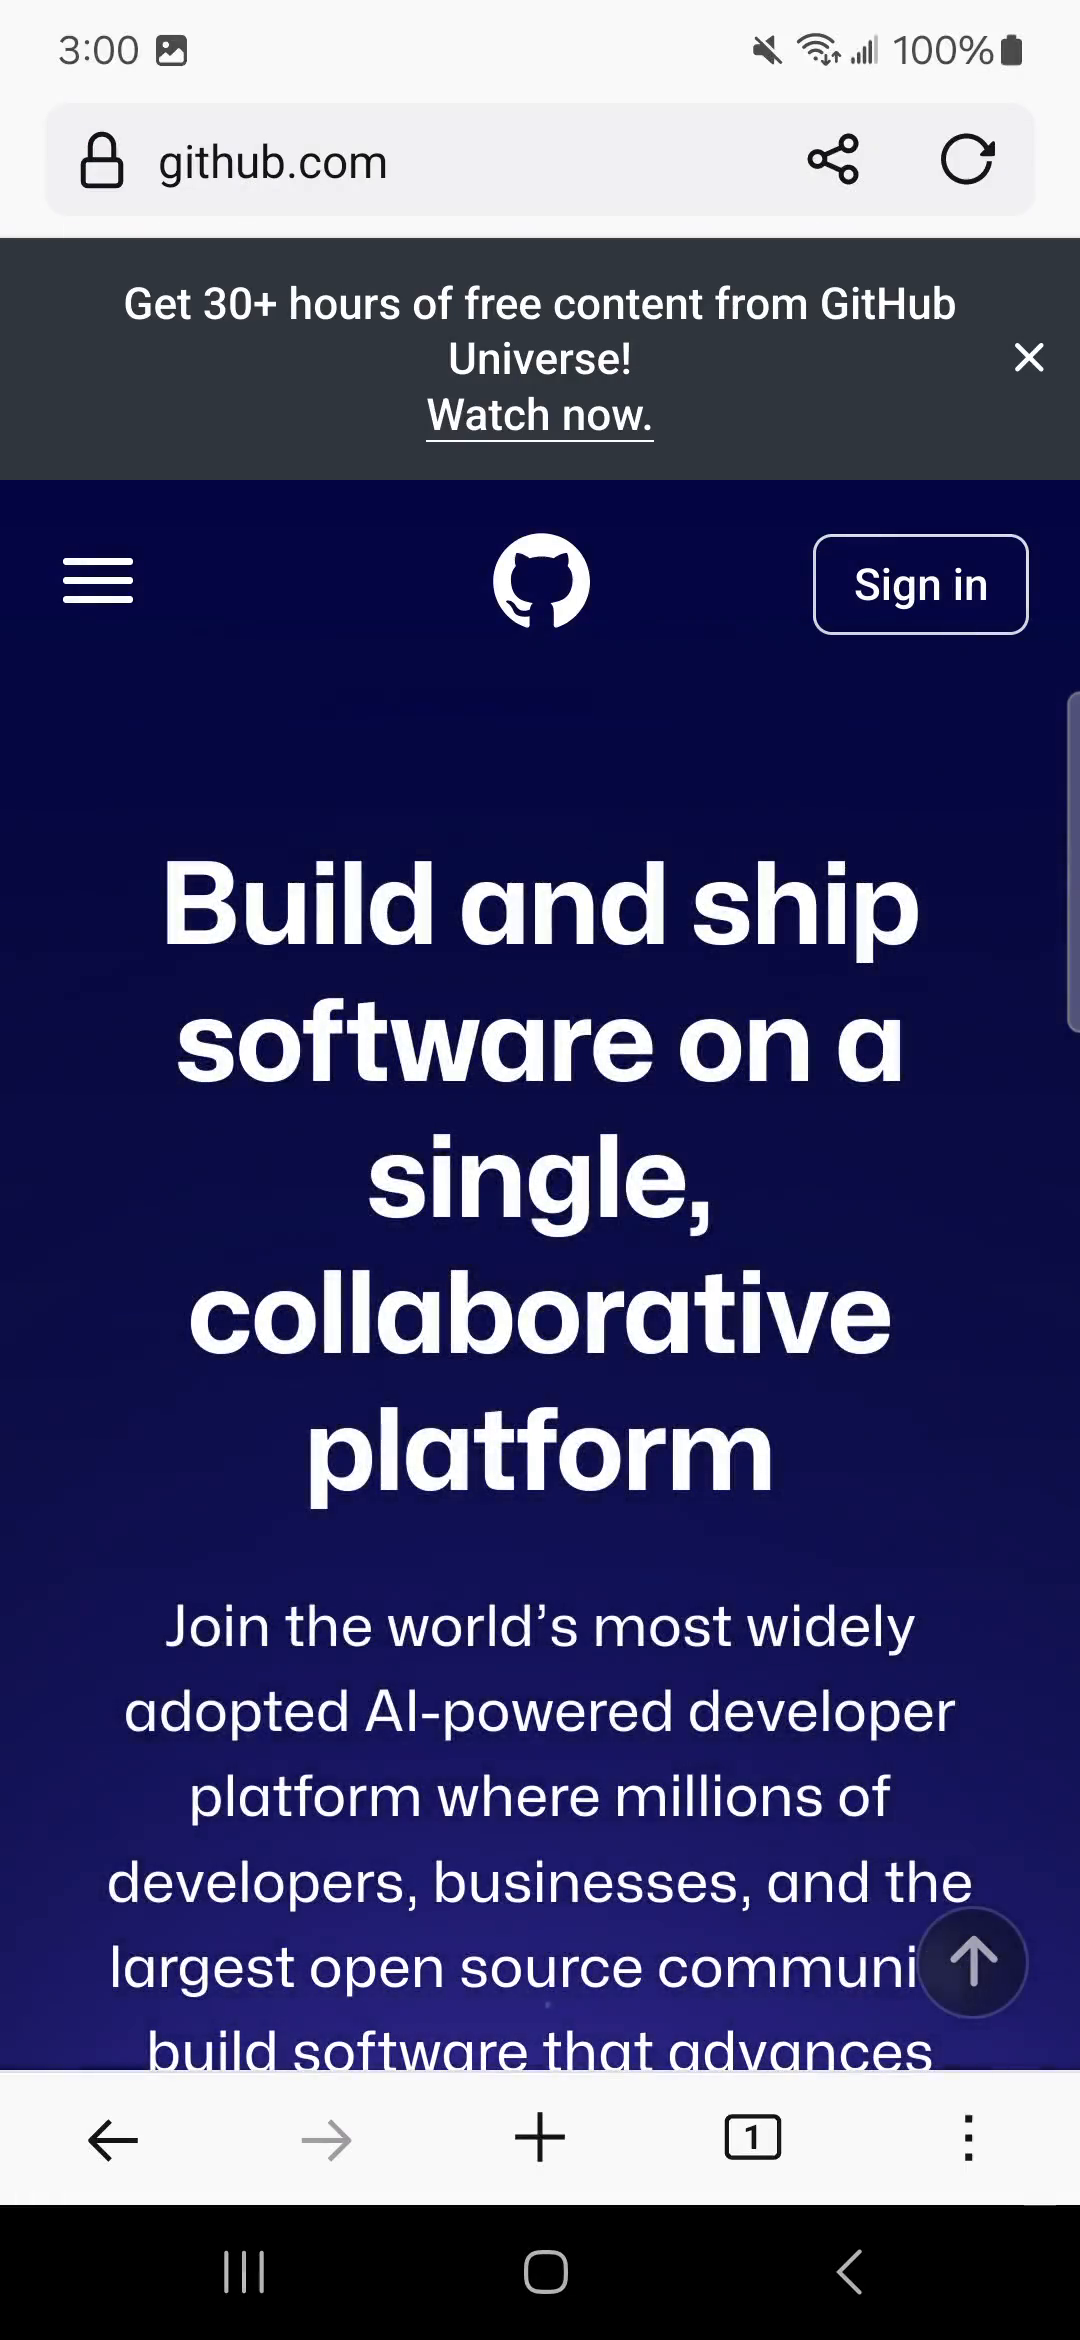 3:00
100%
github.com
Get 30+ hours of free content from GitHub
Universe!
Watch now.
Sign in
Build and ship
software on a
single,
collaborative
platform
Join the world’s most widely
adopted AI-powered developer
platform where millions of
developers, businesses, and the
largest open source communi
build software that advances
1